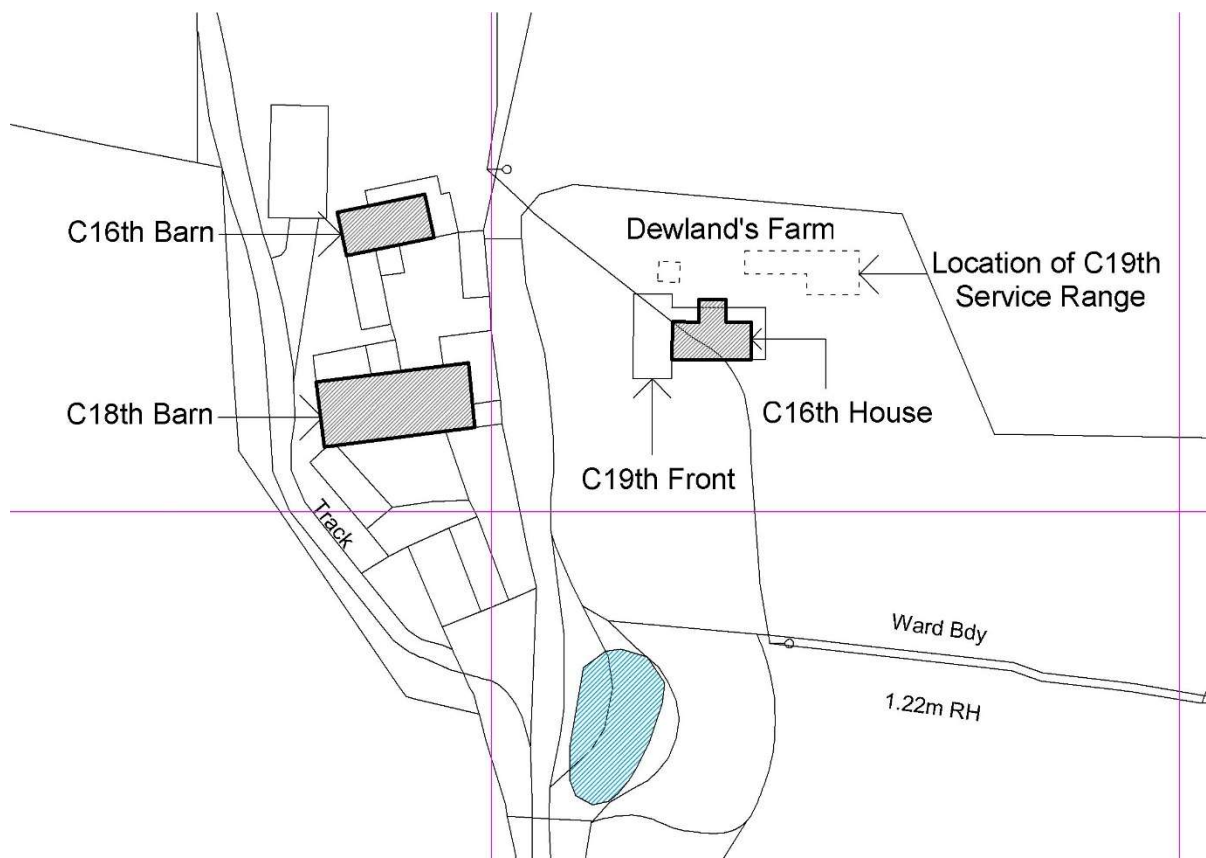 Dewland's Farm
C16th Barn
Location of C19th
Service Range
C18th Barn
C16th House
C19th Front
Track
Ward Bdy
1.22m RH